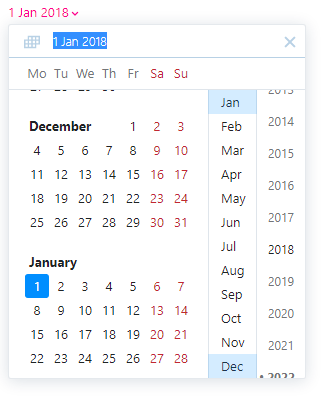 1 Jan 2018
1 Jan 2018
Mo Tu We Th Fr Sa Su
December 1 2 3
4 5 6 7 8 9 10
11 12 13 14 15 16 17
18 19 20 21 22 23 24
25 26 27 28 29 30 31
January
1 2 3 4 5 6 7
8 9 10 11 12 13 14
15 16 17 18 19 20 21
22 23 24 25 26 27 28
Jan
Feb
Mar
Apr
May
Jun
Jul
Aug
Sep
Oct
Nov
Dec
2013
2014
2015
2016
2017
2018
2019
2020
2021
2022